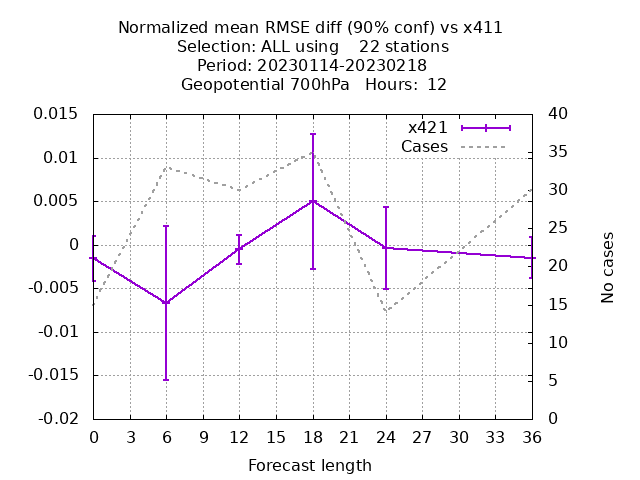 Normalized mean RMSE diff (90% conf) vs x411
Selection: ALL using    22 stations
Period: 20230114-20230218
Geopotential 700hPa   Hours:  12
0.015
0.01
0.005
0
-0.005
-0.01
-0.015
-0.02
x421
Cases
40
35
30
25
20
15
10
5
0
No cases
0 3 6 9 12 15 18 21 24 27 30 33 36
Forecast length